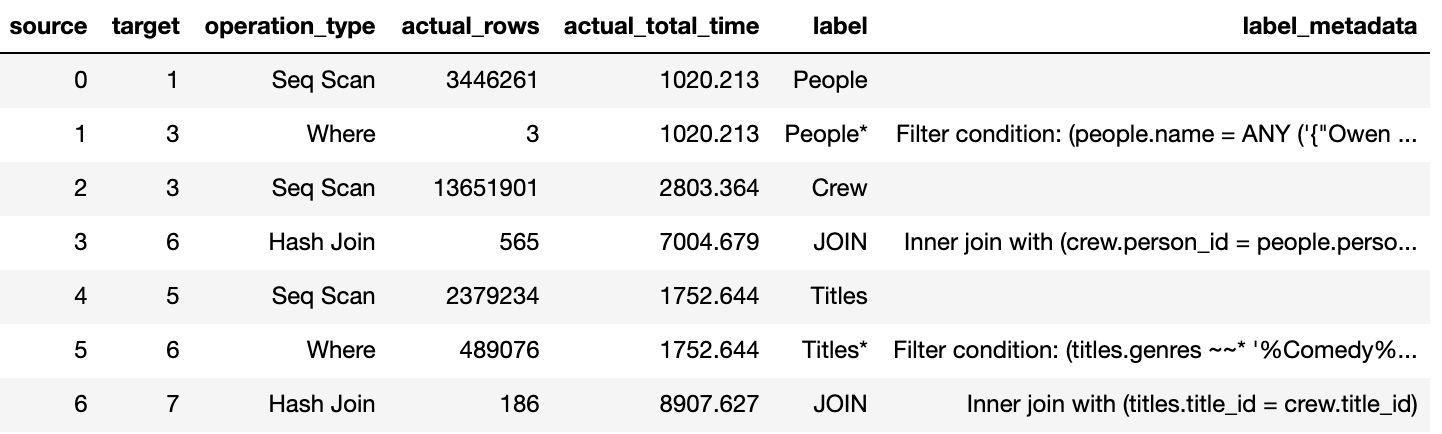 source target operation_type actual_rows actual_total_time label label_metadata
0 1 Seq Scan 3446261 1020.213 People
1 3 Where 3 1020.213 People* Filter condition: (people.name = ANY ('{"Owen ...
2 3 Seq Scan 13651901 2803.364 Crew
3 6 Hash Join 565 7004.679 JOIN Inner join with (crew.person_id = people.perso...
4 5 Seq Scan 2379234 1752.644 Titles
5 6 Where 489076 1752.644 Titles* Filter condition: (titles.genres ~~* '%Comedy%...
6 7 Hash Join 186 8907.627 JOIN Inner join with (titles.title_id = crew.title_id)